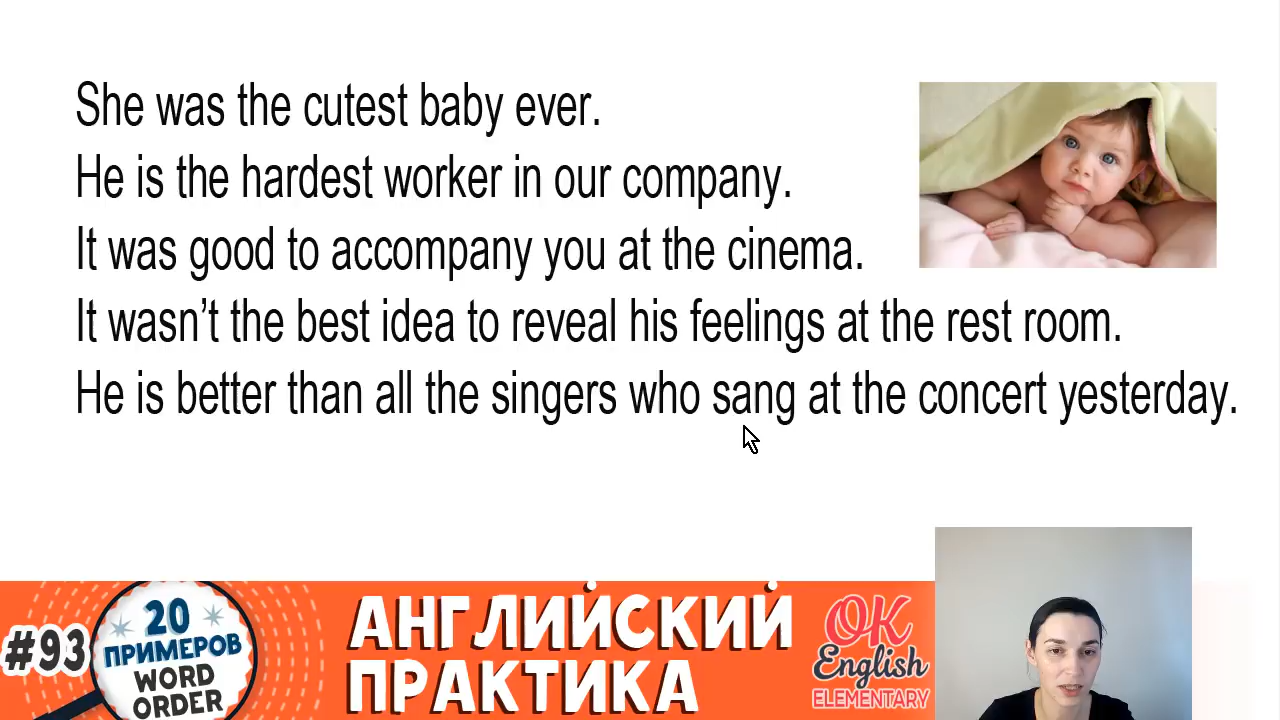 She was the cutest baby ever.
He is the hardest worker in our company.
It was good to accompany you at the cinema.
It wasn’t the best idea to reveal his feelings at the rest room.
He is better than all the singers who sang at the concert yesterday.
#93
20
ПРИМЕРОВ
WORD
ORDER
АНГЛИЙСКИЙ
ПРАКТИКА
OK
English
ELEMENTARY